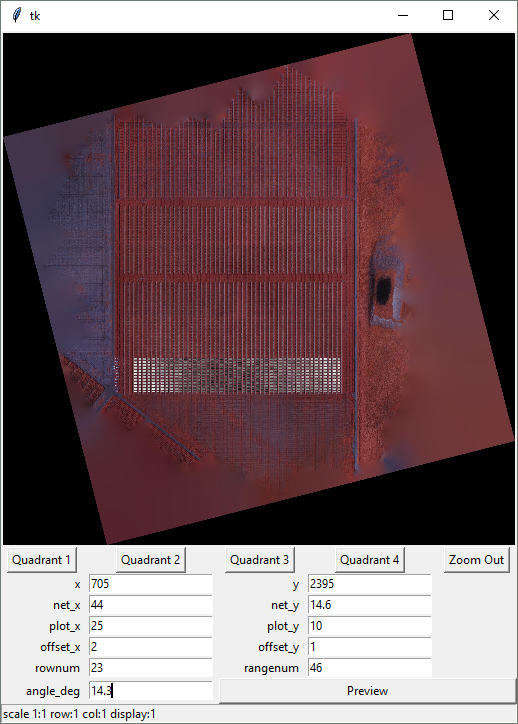 tk
Quadrant 1 Quadrant 2 Quadrant 3 Quadrant 4 Zoom Out
x 705 y 2395
net_x 44 net_y 14.6
plot_x 25 plot_y 10
offset_x 2 offset_y 1
rownum 23 rangenum 46
angle_deg 14.3 Preview
scale 1:1 row:1 col:1 display:1